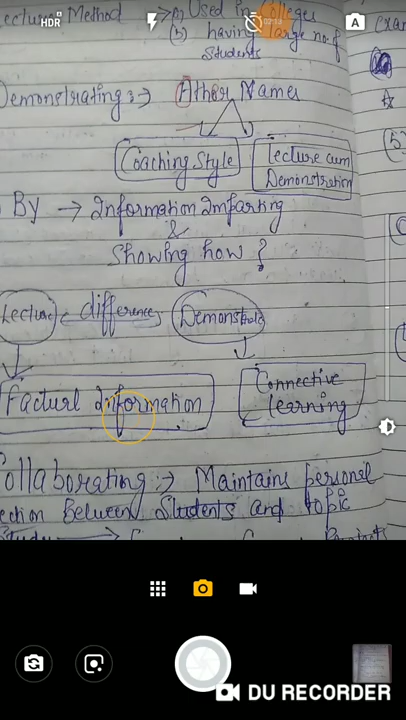 Lecture Method → (a) Used in colleges
(b) having large no. of
Students
HDR
A
Demonstrating :→ Other Names
Coaching Style
Lecture cum
Demonstration
By → Information Imparting
&
Showing how ?
Lecture difference Demonstrate
Factual Information
Connective
learning
Collaborating :→ Maintains personal
ection Between Students and topic
DU RECORDER